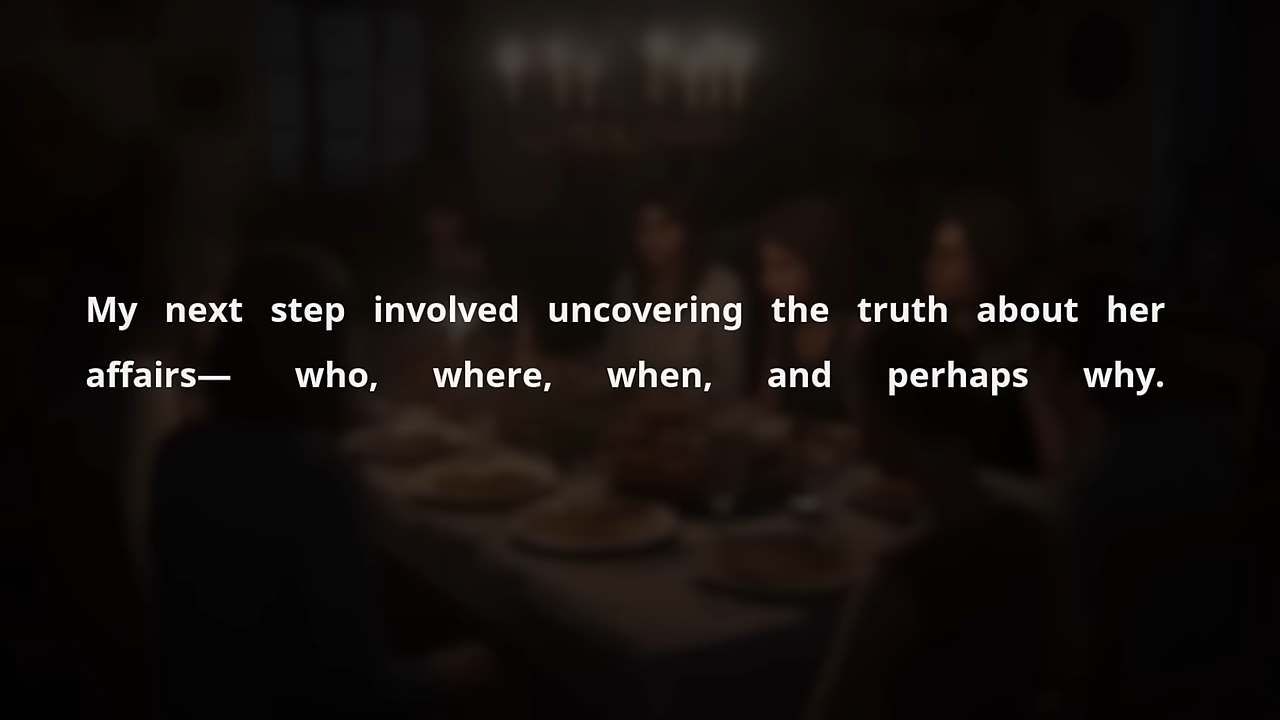 My next step involved uncovering the truth about her
affairs— who, where, when, and perhaps why.